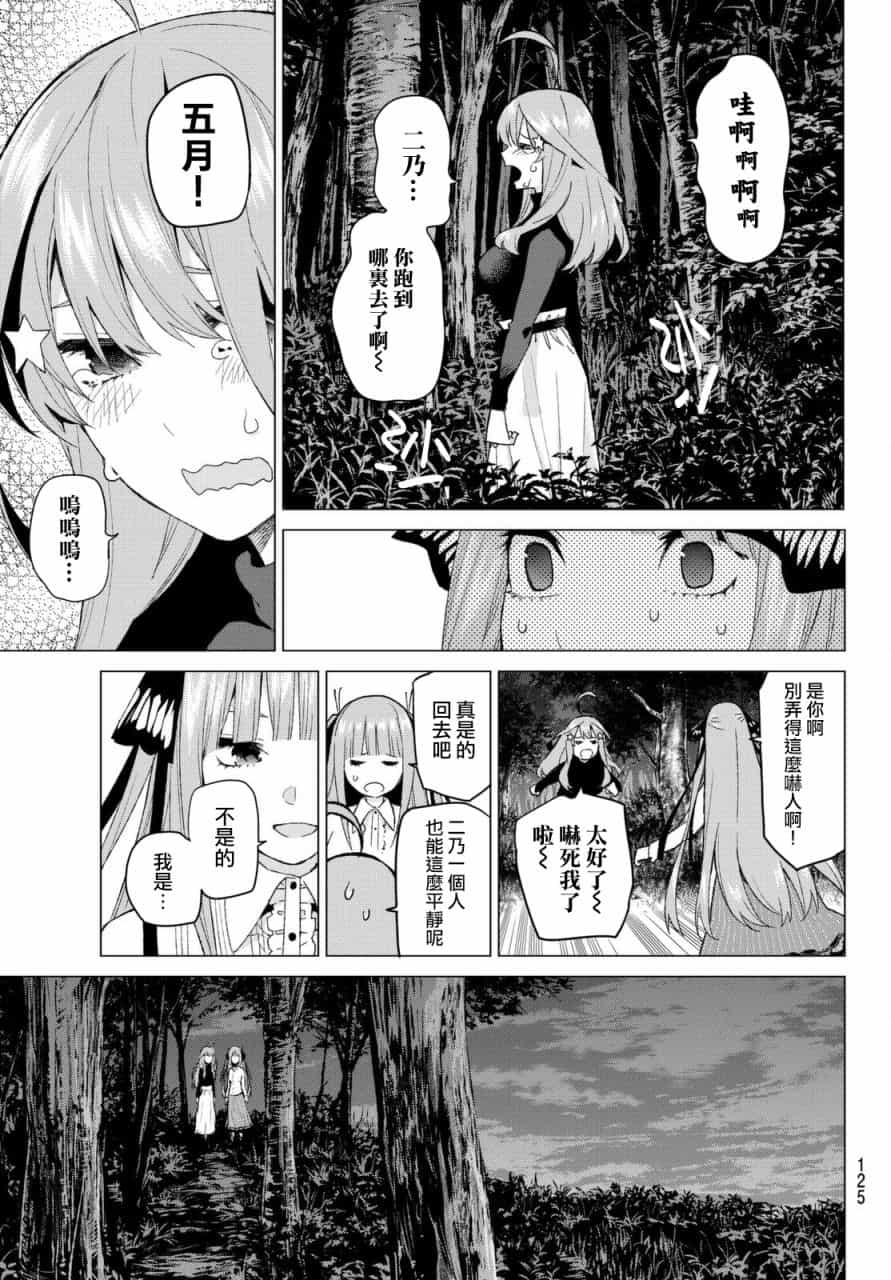 哇啊啊啊啊
二乃…
你跑到
哪裏去了啊~
沙
沙
五月！
嗚嗚嗚…
是你啊
別弄得這麼嚇人啊！
太好了~
嚇死我了
啦~
真是的
回去吧
二乃一個人
也能這麼平靜呢
不是的
我是…
125